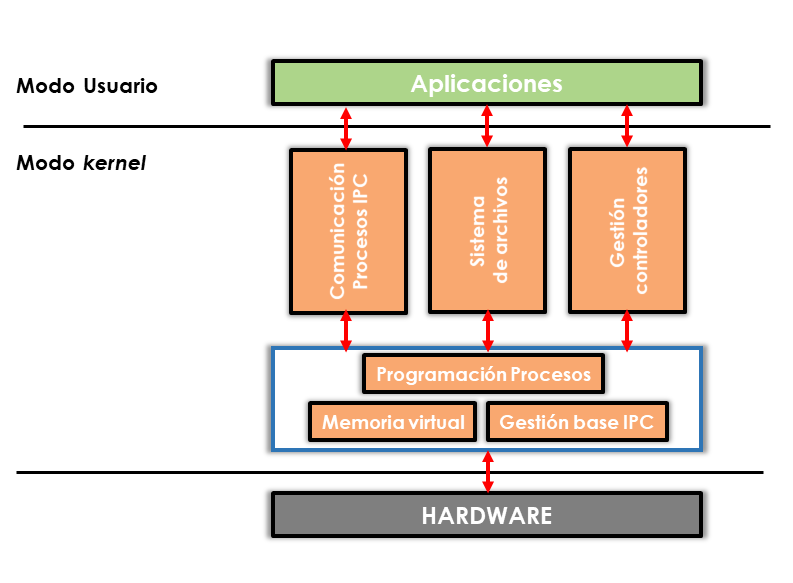 Modo Usuario
Aplicaciones
Modo kernel
Comunicación
Procesos IPC
Sistema
de archivos
Gestión
controladores
Programación Procesos
Memoria virtual
Gestión base IPC
HARDWARE